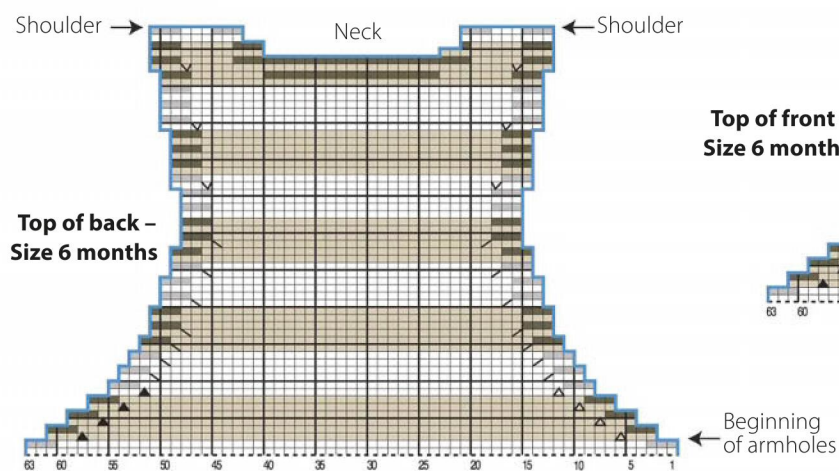 Shoulder
Neck
Shoulder
Top of front
Size 6 month
Top of back –
Size 6 months
63 60
Beginning
of armholes
63 60 55 50 45 40 35 30 25 20 15 10 5 1